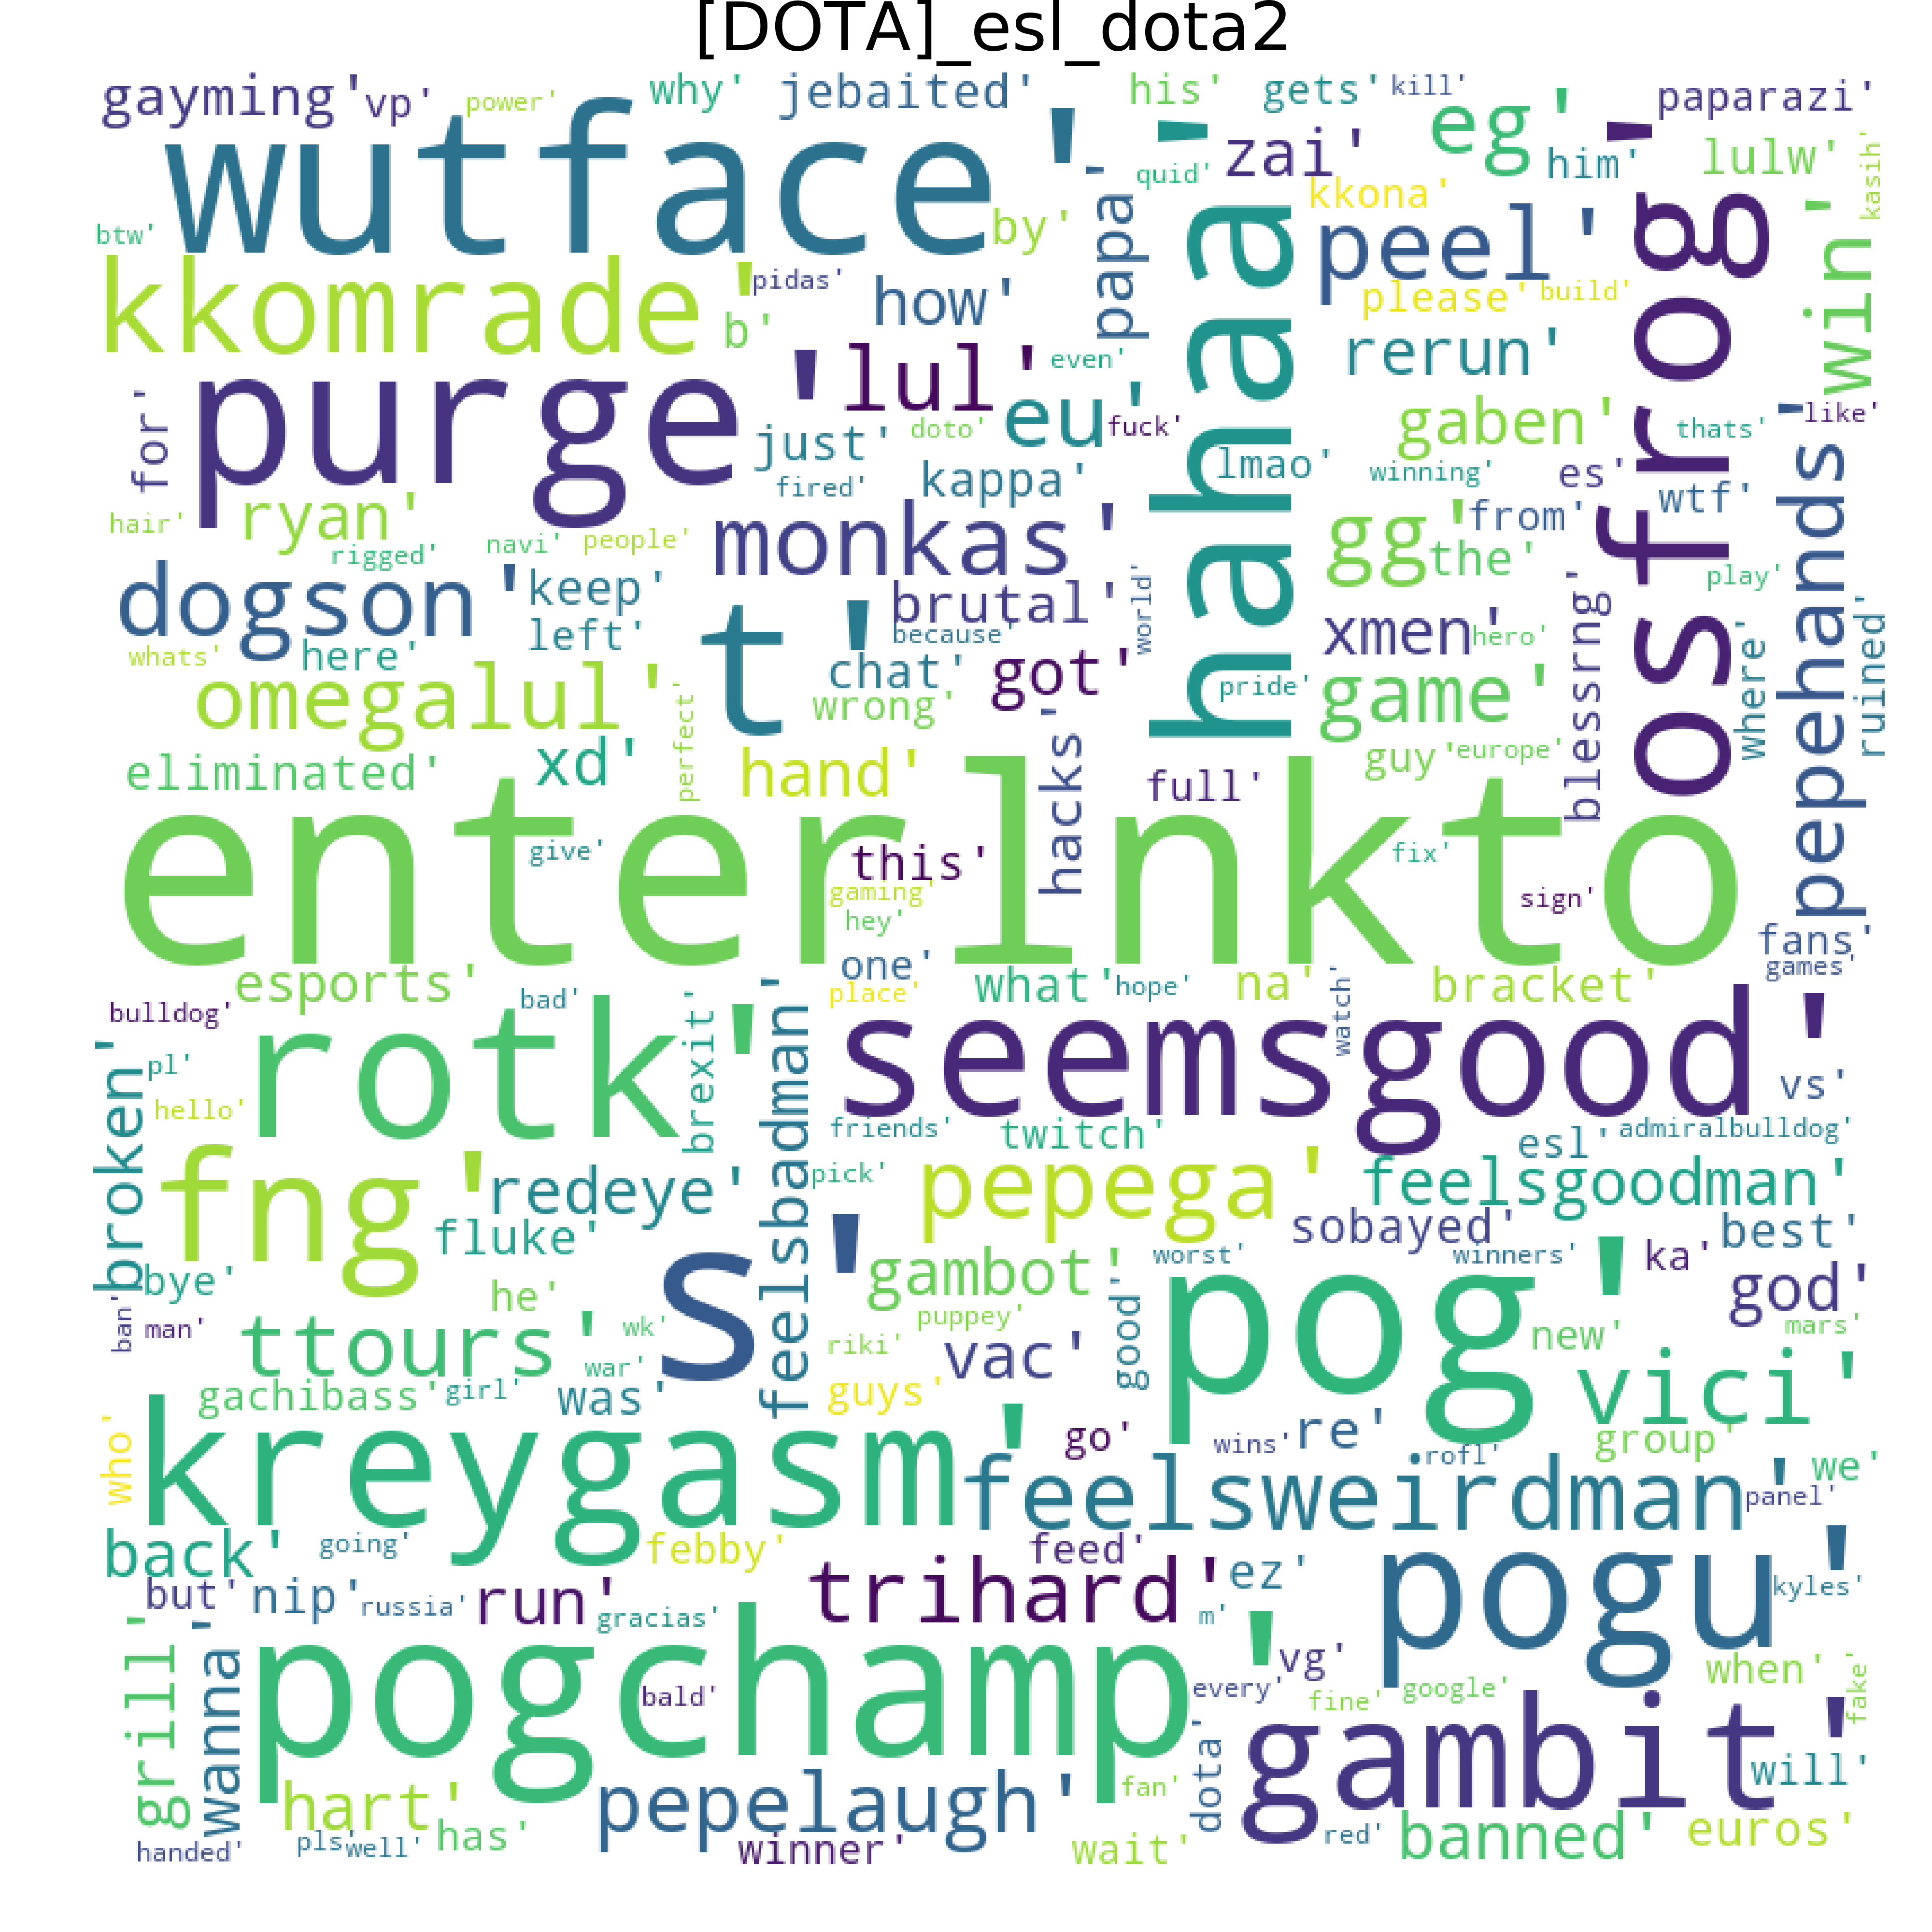 [DOTA]_esl_dota2
gayming' vp' power' why' jebaited' his' gets' kill' paparazi'
wutface' papa' quid' zai' eg' him' lulw' kasih'
btw' by' hahaa' kkona' peel' osfrog' win'
kkomrade' pidas' how' please' build'
b' rerun'
purge' lul' even' eu' gaben' like'
for' just' doto' fuck' thats' pepehands'
fired' kappa' lmao' winning' es' wtf'
hair' ryan' monkas' gg' from'
rigged' navi' people' the' play'
dogson' keep' t' brutal' world' xmen' hero' blessrng'
whats' here' left' because' where' ruined'
omegalul' perfect' chat' wrong' got' pride' game'
eliminated' xd' hand' hacks' full' guy' europe'
enterlnkto
give' this' fix'
gaming' sign'
hey' fans'
esports' one' what' hope' na' watch' bracket' games'
bulldog' bad' place'
rotk' brexit' feelsbadman' seemsgood'
broken' pl' vs'
hello' friends' twitch' esl' admiralbulldog'
fng' redeye' pick' pepega' feelsgoodman'
fluke' sobayed' best'
bye' s' gambot' worst' winners' ka' god'
ban' man' he' puppey' good' pog' new' mars'
ttours' wk' war' riki' vac' vici'
gachibass' girl' was' guys'
who' kreygasm' go' wins' re' rofl' group' we'
feelsweirdman' panel'
back' going' febby' feed' pogu'
but' nip' russia' run' gracias' trihard' ez' m' kyles'
grill' wanna' pogchamp' bald' vg' every' fine' google' when' fake'
gambit' will'
hart' pepelaugh' fan' dota'
handed' pls' well' has' winner' wait' red' banned' euros'